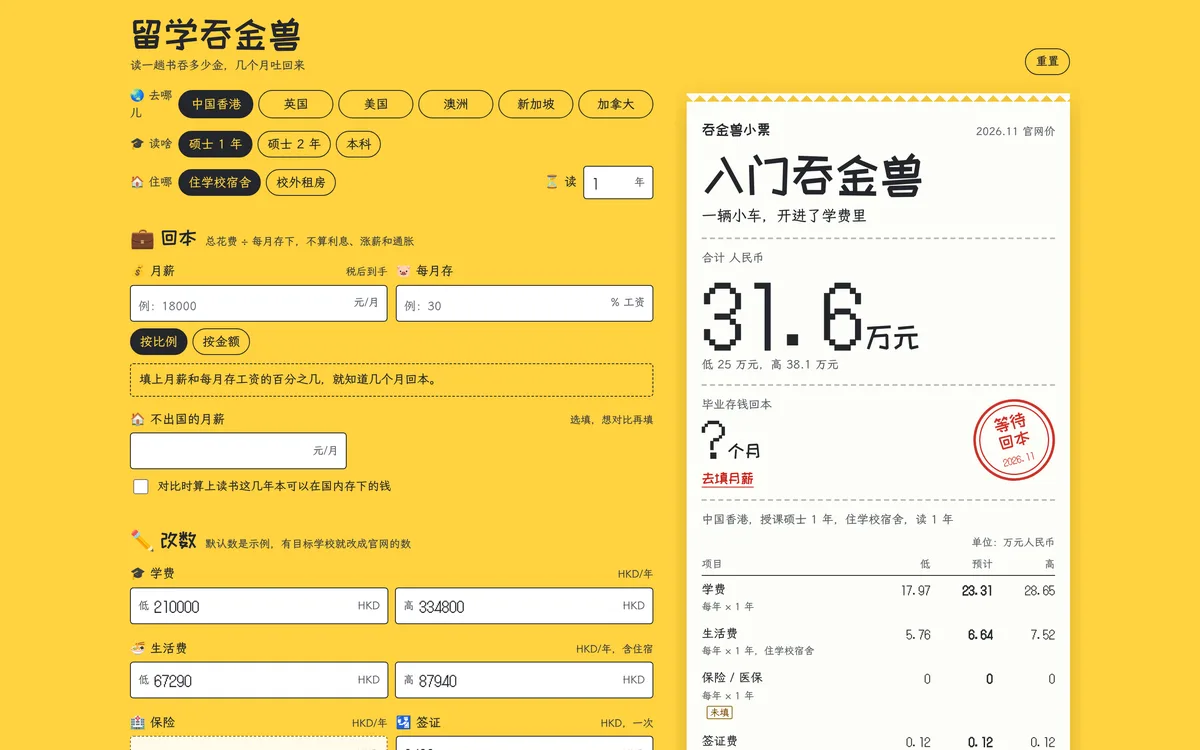 留学吞金兽
读一趟书吞多少金，几个月吐回来
重置
🌏 去哪儿 中国香港 英国 美国 澳洲 新加坡 加拿大
🎓 读啥 硕士 1 年 硕士 2 年 本科
🏠 住哪 住学校宿舍 校外租房 ⏳ 读 1 年
💼 回本 总花费 ÷ 每月存下，不算利息、涨薪和通胀
💰 月薪 税后到手 🐷 每月存
例：18000 元/月 例：30 % 工资
按比例 按金额
填上月薪和每月存工资的百分之几，就知道几个月回本。
🏠 不出国的月薪 选填，想对比再填
元/月
对比时算上读书这几年本可以在国内存下的钱
✏️ 改数 默认数是示例，有目标学校就改成官网的数
🎓 学费 HKD/年
低 210000 HKD 高 334800 HKD
🍜 生活费 HKD/年，含住宿
低 67290 HKD 高 87940 HKD
🏥 保险 HKD/年 🛂 签证 HKD，一次
吞金兽小票 2026.11 官网价
入门吞金兽
一辆小车，开进了学费里
合计 人民币
31.6万元
低 25 万元，高 38.1 万元
毕业存钱回本
?个月
去填月薪
等待
回本
2026.11
中国香港，授课硕士 1 年，住学校宿舍，读 1 年
单位：万元人民币
项目 低 预计 高
学费 17.97 23.31 28.65
每年 × 1 年
生活费 5.76 6.64 7.52
每年 × 1 年，住学校宿舍
保险 / 医保 0 0 0
每年 × 1 年
未填
签证费 0.12 0.12 0.12